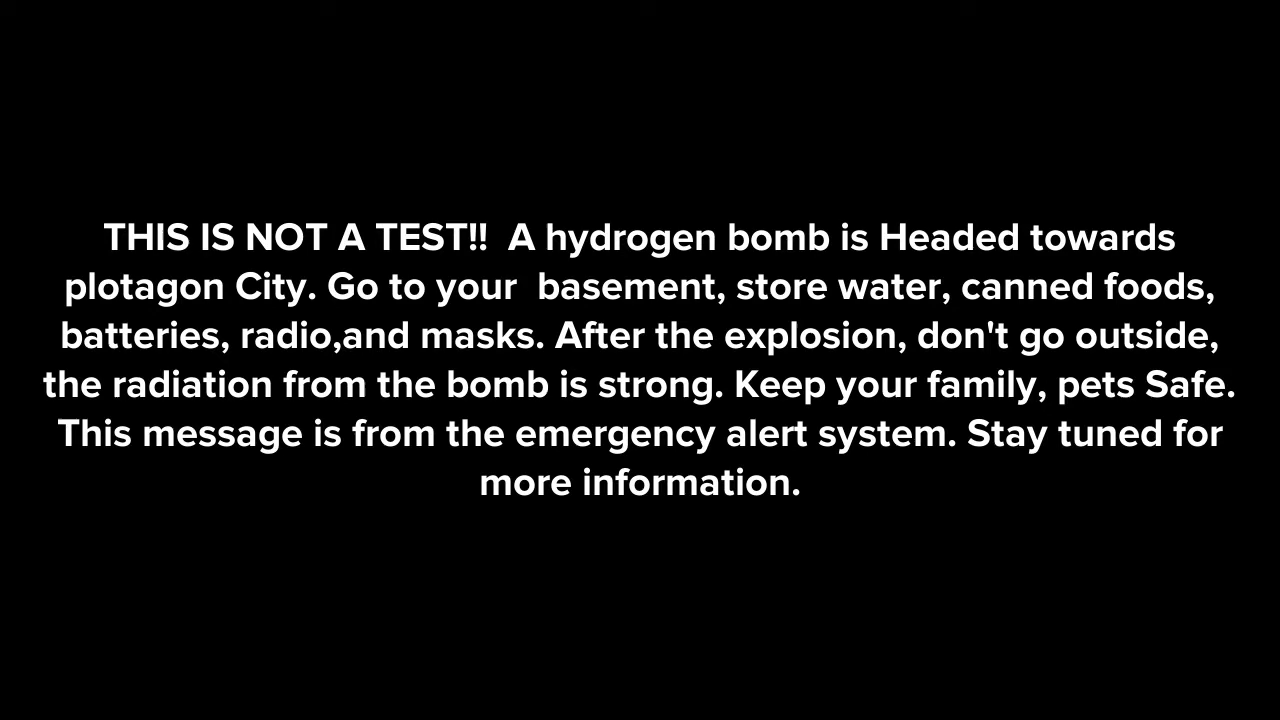 THIS IS NOT A TEST!!  A hydrogen bomb is Headed towards
plotagon City. Go to your  basement, store water, canned foods,
batteries, radio,and masks. After the explosion, don't go outside,
the radiation from the bomb is strong. Keep your family, pets Safe.
This message is from the emergency alert system. Stay tuned for
more information.